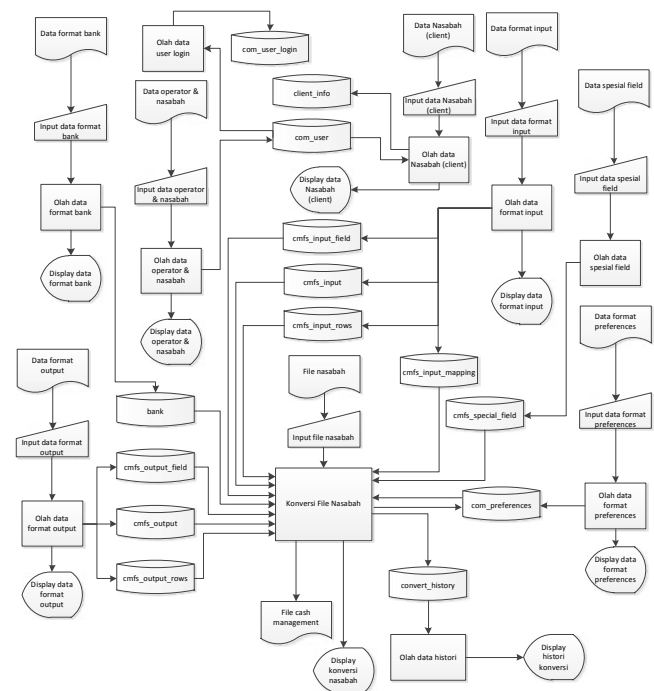 Data format bank
Olah data
user login
com_user_login
Data Nasabah
(client)
Data format input
Data operator &
nasabah
client_info
Input data Nasabah
(client)
Data spesial field
Input data format
bank
com_user
Input data format
input
Olah data
Nasabah (client)
Input data operator
& nasabah
Display data
Nasabah
(client)
Input data spesial
field
Olah data
format bank
Olah data
format input
cmfs_input_field
Olah data
spesial field
Display data
format bank
Olah data
operator &
nasabah
cmfs_input
Display data
format input
cmfs_input_rows
Data format
preferences
Display data
operator &
nasabah
Data format
output
File nasabah
cmfs_input_mapping
bank
cmfs_special_field
Input data format
preferences
Input data format
output
Input file nasabah
cmfs_output_field
Konversi File Nasabah
Olah data
format
preferences
com_preferences
Olah data
format output
cmfs_output
Display data
format
preferences
cmfs_output_rows
Display data
format
output
convert_history
File cash
management
Display
konversi
nasabah
Olah data histori
Display
histori
konversi